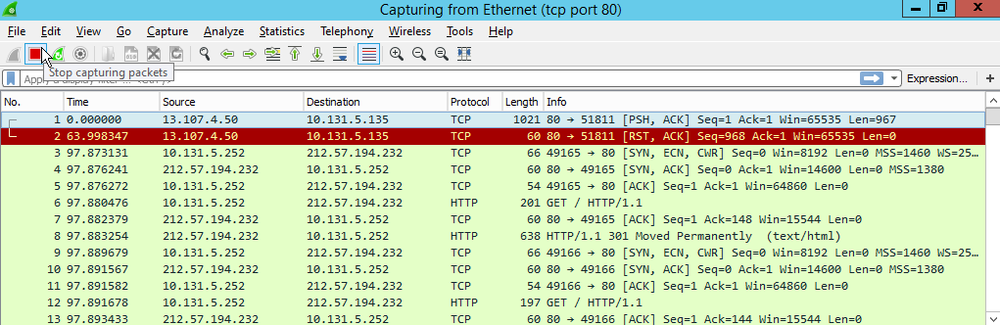 Capturing from Ethernet (tcp port 80)
File Edit View Go Capture Analyze Statistics Telephony Wireless Tools Help
Stop capturing packets
Expression...
No. Time Source Destination Protocol Length Info
1 0.000000 13.107.4.50 10.131.5.135 TCP 1021 80 → 51811 [PSH, ACK] Seq=1 Ack=1 Win=65535 Len=967
2 63.998347 13.107.4.50 10.131.5.135 TCP 60 80 → 51811 [RST, ACK] Seq=968 Ack=1 Win=65535 Len=0
3 97.873131 10.131.5.252 212.57.194.232 TCP 66 49165 → 80 [SYN, ECN, CWR] Seq=0 Win=8192 Len=0 MSS=1460 WS=25…
4 97.876241 212.57.194.232 10.131.5.252 TCP 60 80 → 49165 [SYN, ACK] Seq=0 Ack=1 Win=14600 Len=0 MSS=1380
5 97.876272 10.131.5.252 212.57.194.232 TCP 54 49165 → 80 [ACK] Seq=1 Ack=1 Win=64860 Len=0
6 97.880476 10.131.5.252 212.57.194.232 HTTP 201 GET / HTTP/1.1
7 97.882379 212.57.194.232 10.131.5.252 TCP 60 80 → 49165 [ACK] Seq=1 Ack=148 Win=15544 Len=0
8 97.883254 212.57.194.232 10.131.5.252 HTTP 638 HTTP/1.1 301 Moved Permanently (text/html)
9 97.889679 10.131.5.252 212.57.194.232 TCP 66 49166 → 80 [SYN, ECN, CWR] Seq=0 Win=8192 Len=0 MSS=1460 WS=25…
10 97.891567 212.57.194.232 10.131.5.252 TCP 60 80 → 49166 [SYN, ACK] Seq=0 Ack=1 Win=14600 Len=0 MSS=1380
11 97.891582 10.131.5.252 212.57.194.232 TCP 54 49166 → 80 [ACK] Seq=1 Ack=1 Win=64860 Len=0
12 97.891678 10.131.5.252 212.57.194.232 HTTP 197 GET / HTTP/1.1
13 97.893433 212.57.194.232 10.131.5.252 TCP 60 80 → 49166 [ACK] Seq=1 Ack=144 Win=15544 Len=0